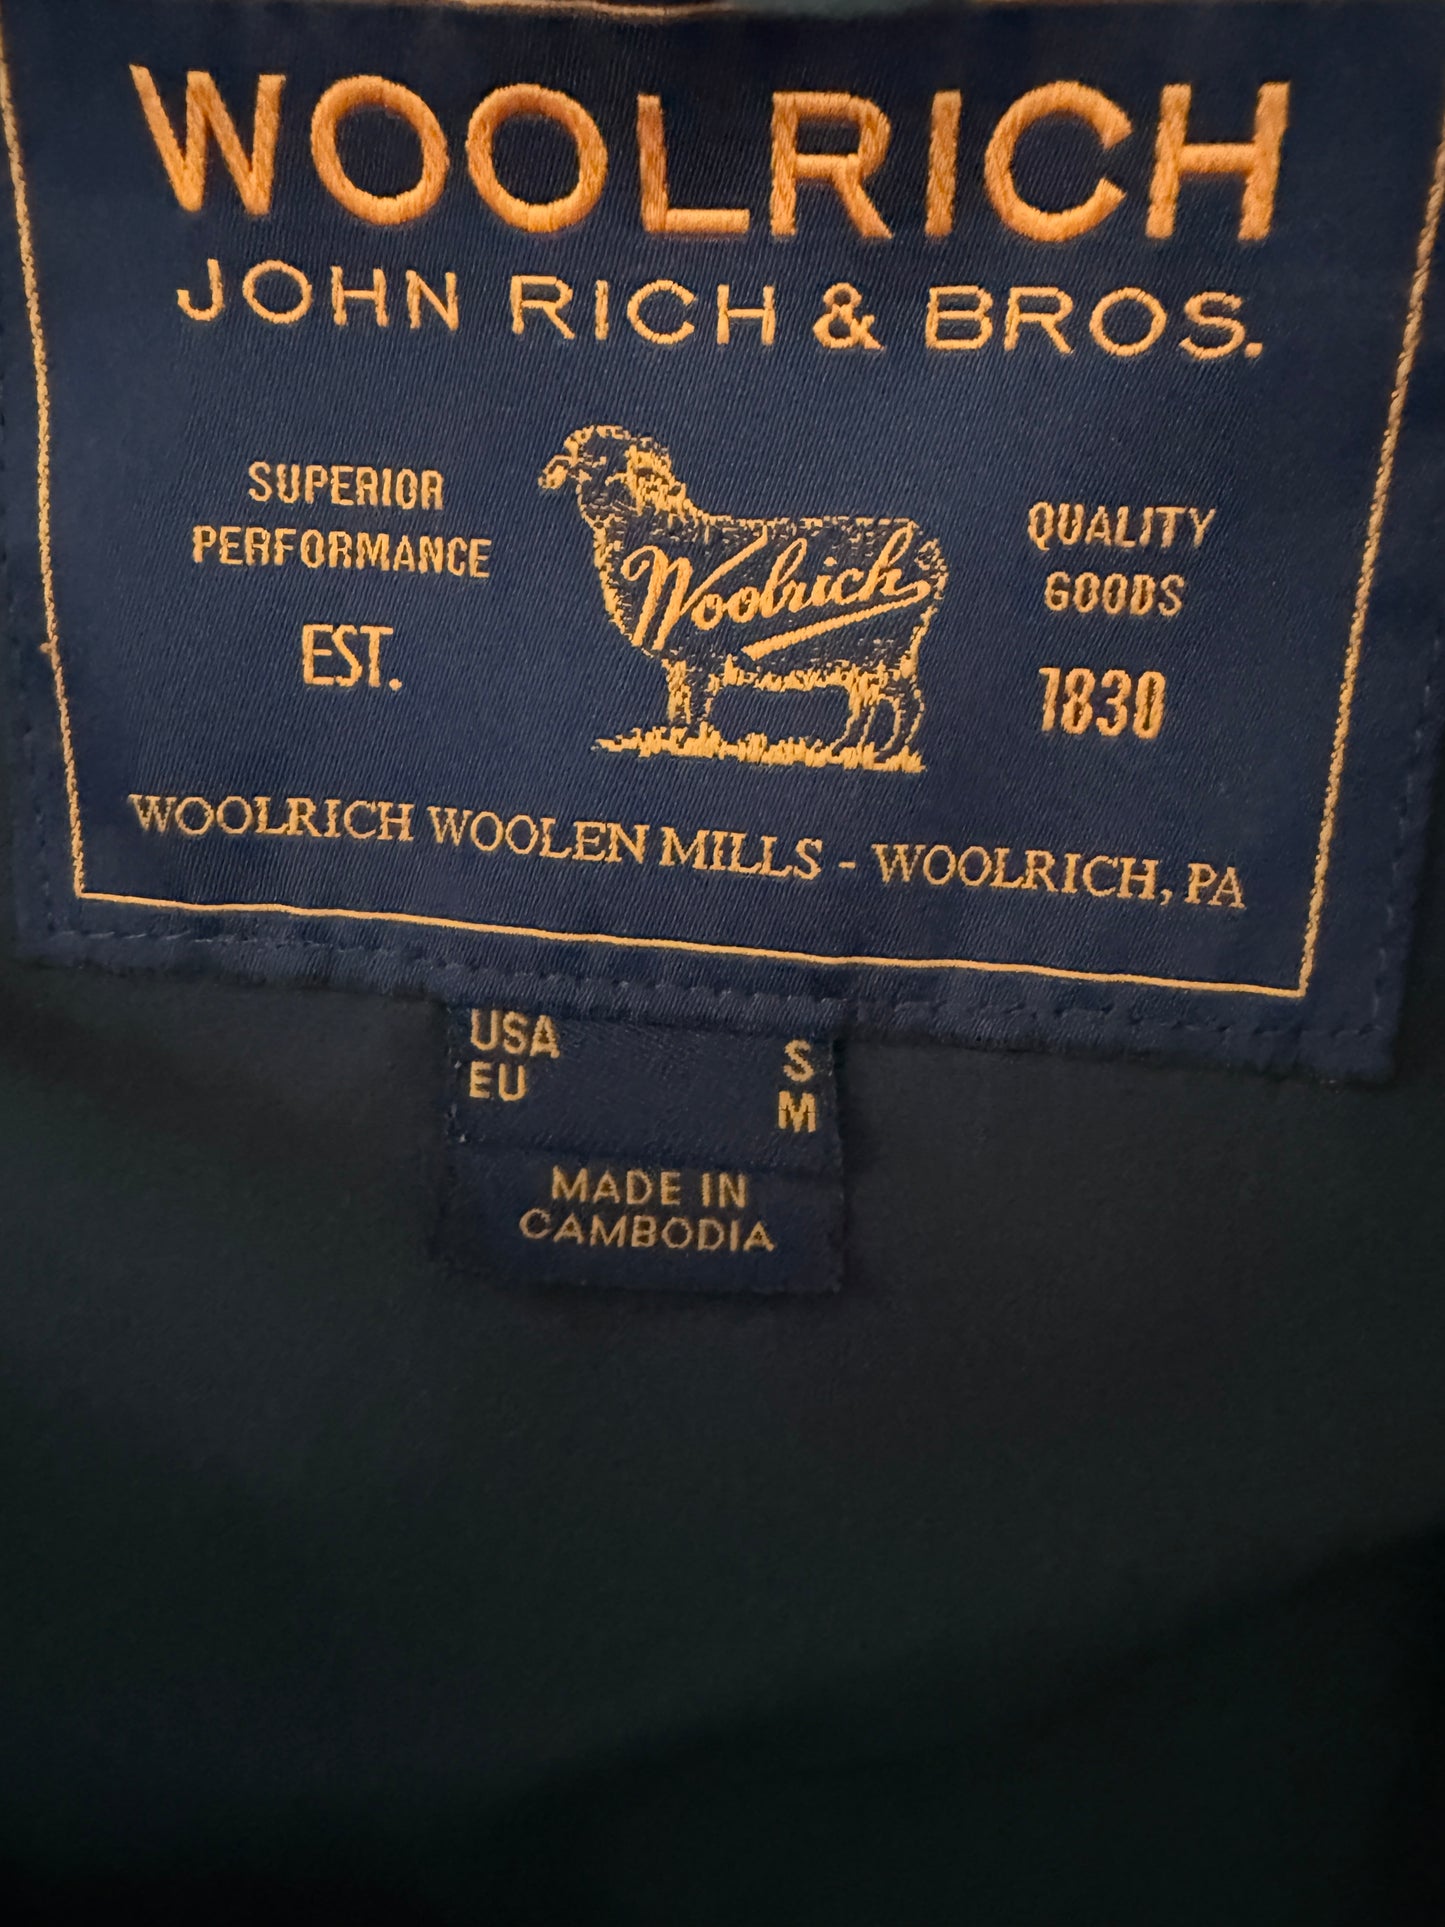 WOOLRICH
JOHN RICH & BROS.
SUPERIOR
PERFORMANCE
EST.
Woolrich
QUALITY
GOODS
1830
WOOLRICH WOOLEN MILLS - WOOLRICH, PA
USA S
EU M
MADE IN
CAMBODIA